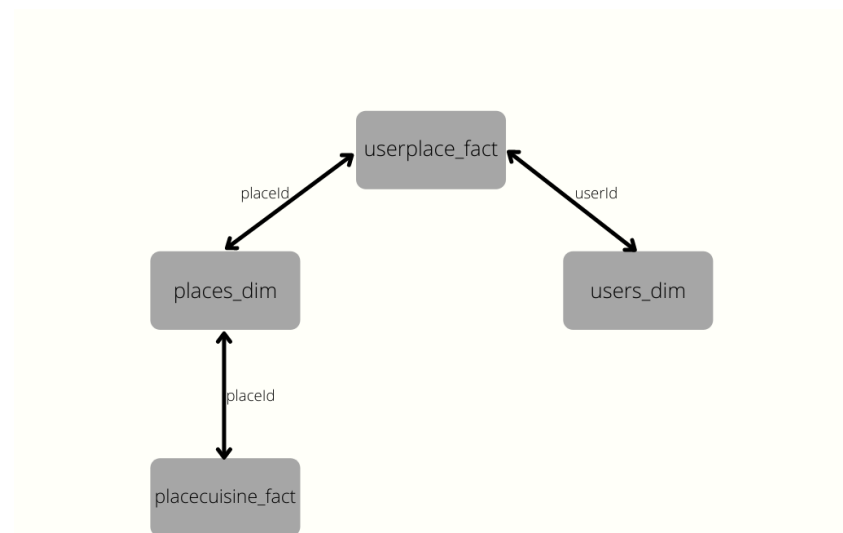 userplace_fact
placeId
userId
places_dim
users_dim
placeId
placecuisine_fact